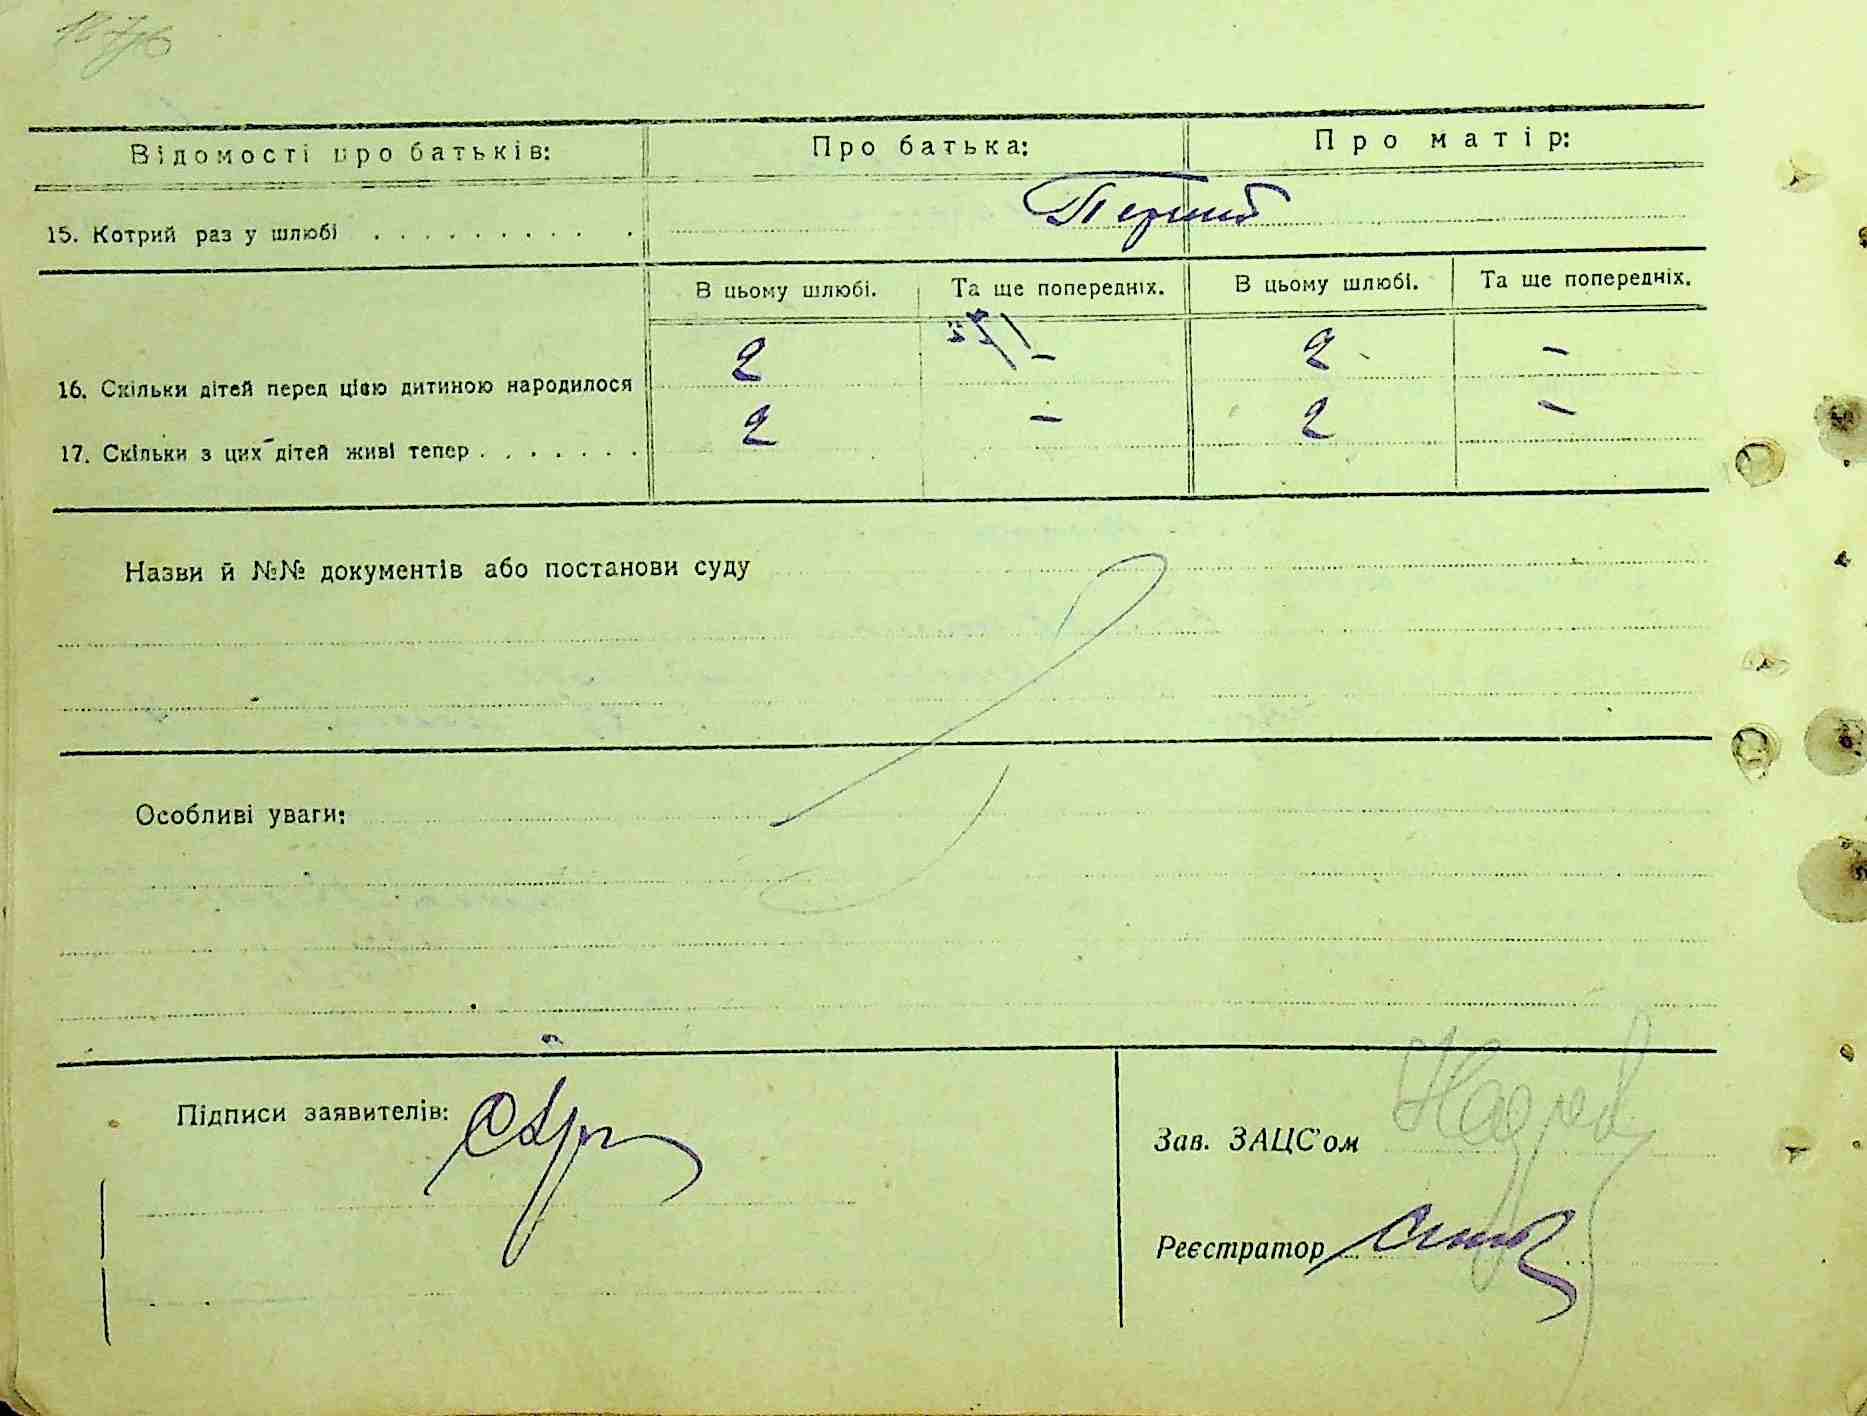 Відомості про батьків: Про батька: Про матір:
15. Котрий раз у шлюбі . . . . . . . . . . Перший
В цьому шлюбі. Та ще попередніх. В цьому шлюбі. Та ще попередніх.
16. Скільки дітей перед цією дитиною народилося 2 — 2 —
17. Скільки з цих дітей живі тепер . . . . . . . 2 — 2 —
Назви й №№ документів або постанови суду
Особливі уваги:
Підписи заявителів:
Зав. ЗАЦС'ом
Реєстратор